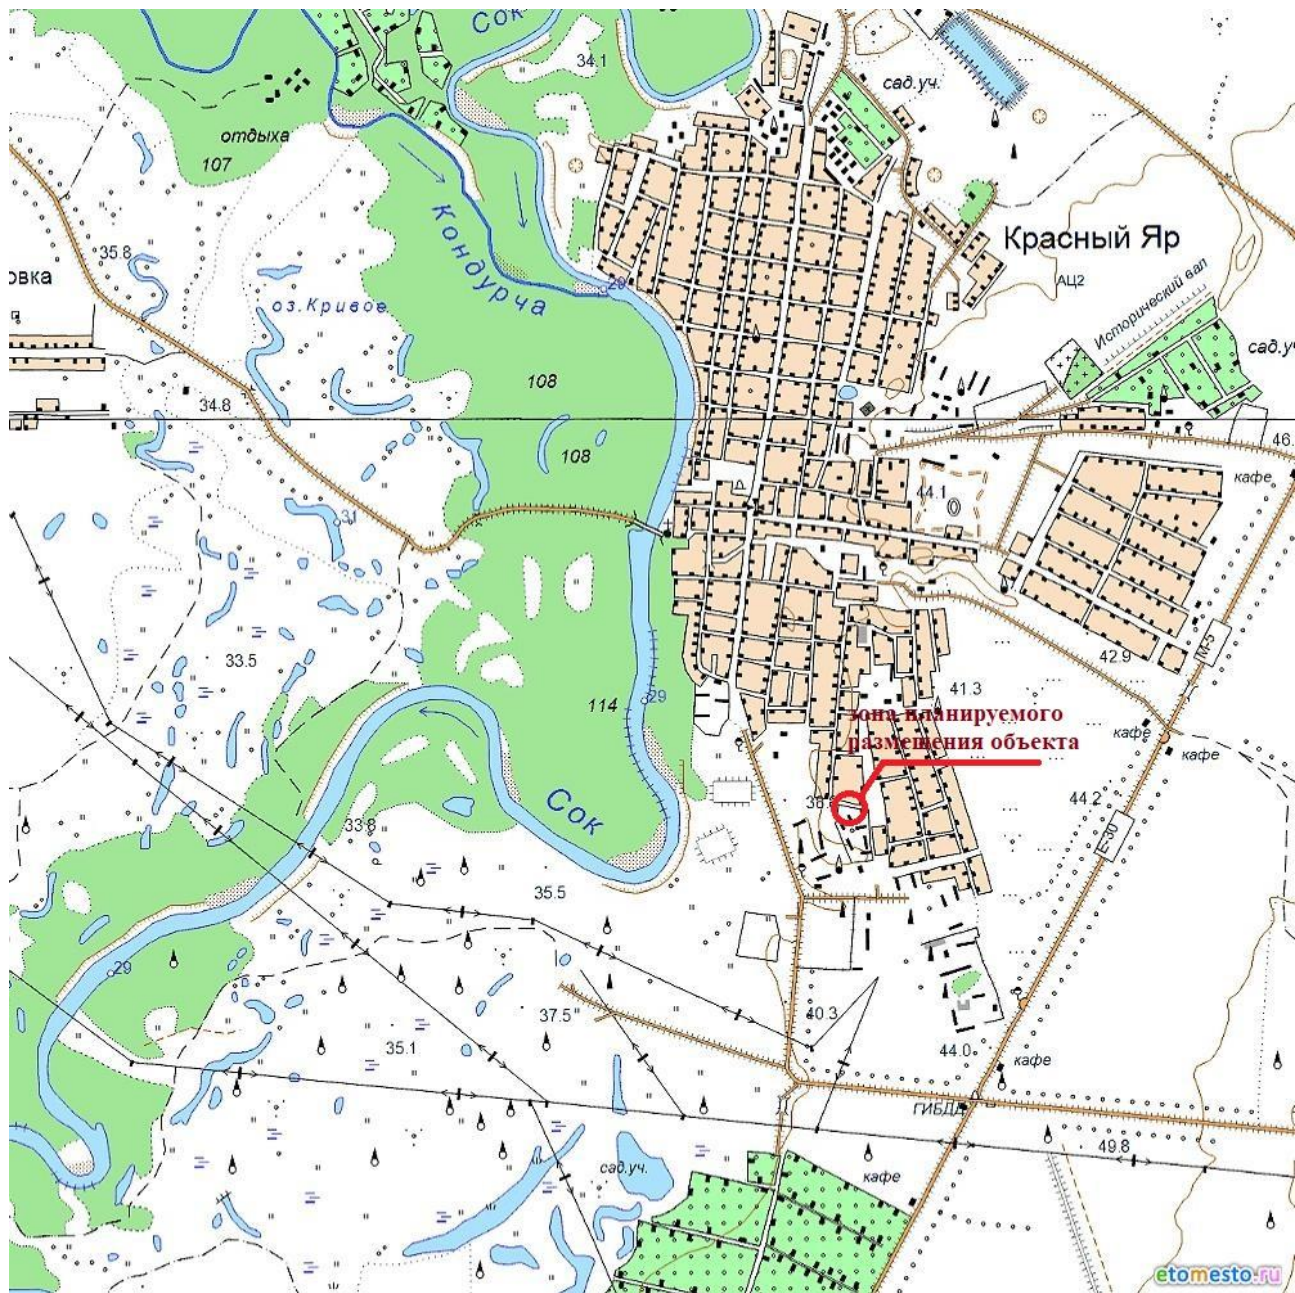 Сок
34.1
сад.уч.
отдыха
107
Кондурча
Красный Яр
35.8
овка
29
АЦ2
Исторический вал
оз.Кривое
сад.уч
108
34.8
46.
108
кафе
44.1
31
М-5
33.5
42.9
41.3
114
29
зона планируемого
размещения объекта
кафе
кафе
Сок
44.2
33.8
Е-30
35.5
29
37.5
40.3
35.1
44.0
кафе
ГИБДД
49.8
сад.уч.
кафе
etomesto.ru